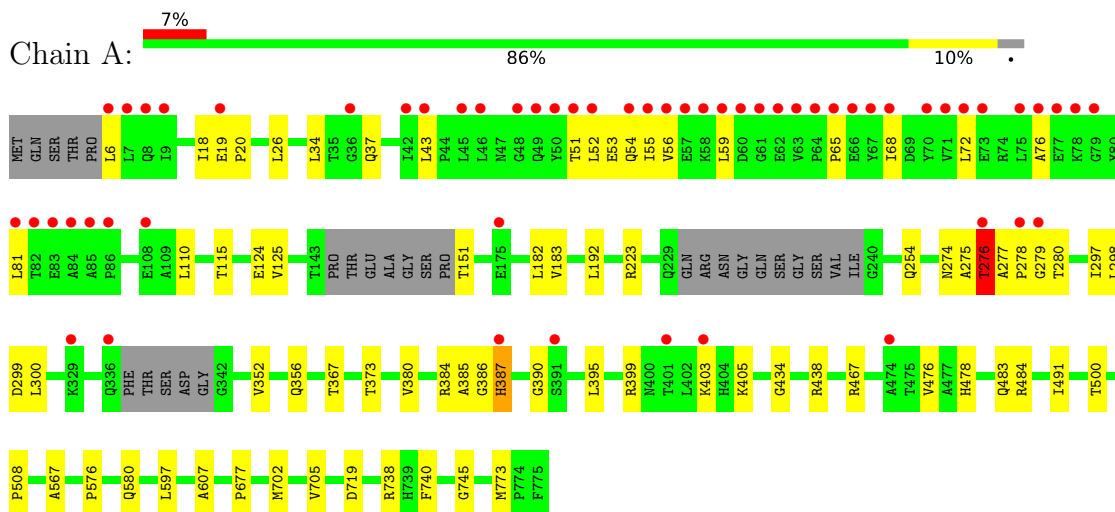 7%
Chain A:
86% 10% •
MET GLN SER THR PRO L6 L7 Q8 I9 I18 E19 P20 L26 L34 T35 G36 Q37 I42 L43 P44 L45 L46 N47 G48 Q49 Y50 T51 L52 E53 Q54 I55 V56 E57 K58 L59 D60 G61 E62 V63 P64 P65 E66 Y67 I68 D69 Y70 V71 L72 E73 R74 L75 A76 E77 K78 G79 Y80
L81 T82 E83 A84 A85 P86 E108 A109 L110 T115 E124 V125 T143 PRO THR GLU ALA GLY SER PRO T151 E175 L182 V183 L192 R223 Q229 GLN ARG ASN GLY GLN SER GLY SER VAL ILE G240 Q254 N274 A275 T276 A277 P278 G279 T280 I297 L298
D299 L300 K329 Q336 PHE THR SER ASP GLY G342 V352 Q356 T367 T373 V380 R384 A385 G386 H387 G390 S391 L395 R399 N400 T401 L402 K403 H404 K405 G434 R438 R467 A474 T475 V476 A477 H478 Q483 R484 I491 T500
P508 A567 P576 Q580 L597 A607 P677 M702 V705 D719 R738 H739 F740 G745 M773 P774 F775